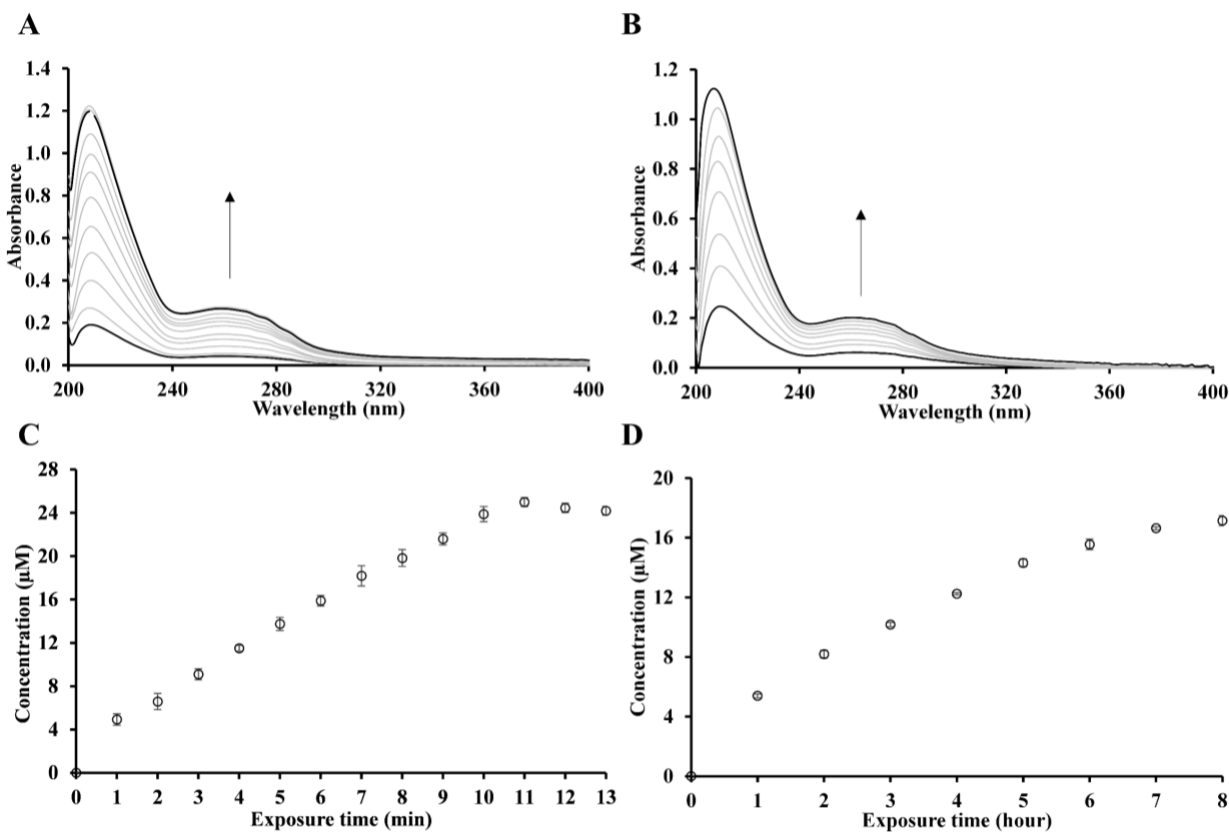 A
1.4
1.2
1.0
0.8
0.6
0.4
0.2
0.0
Absorbance
200 240 280 320 360 400
Wavelength (nm)
B
1.2
1.0
0.8
0.6
0.4
0.2
0.0
Absorbance
200 240 280 320 360 400
Wavelength (nm)
C
28
24
20
16
12
8
4
0
Concentration (µM)
0 1 2 3 4 5 6 7 8 9 10 11 12 13
Exposure time (min)
D
20
16
12
8
4
0
Concentration (µM)
0 1 2 3 4 5 6 7 8
Exposure time (hour)